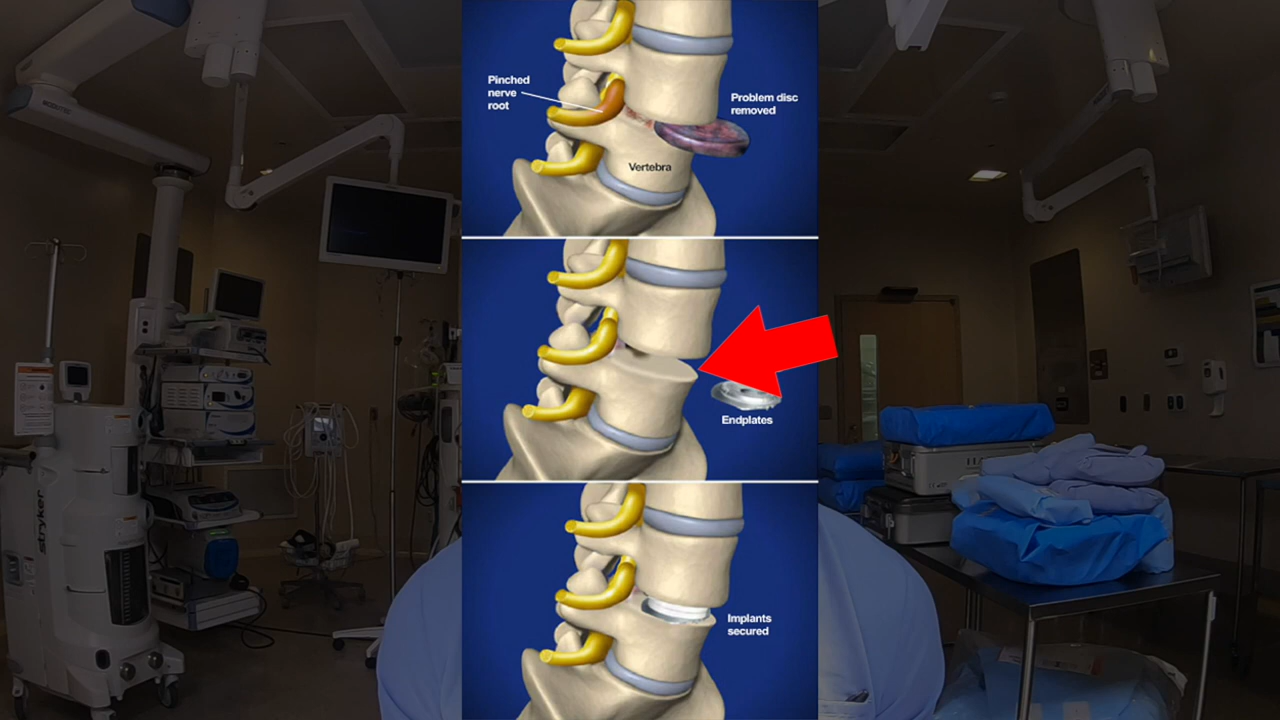 Pinched
nerve
root
Problem disc
removed
Vertebra
Endplates
Implants
secured
stryker